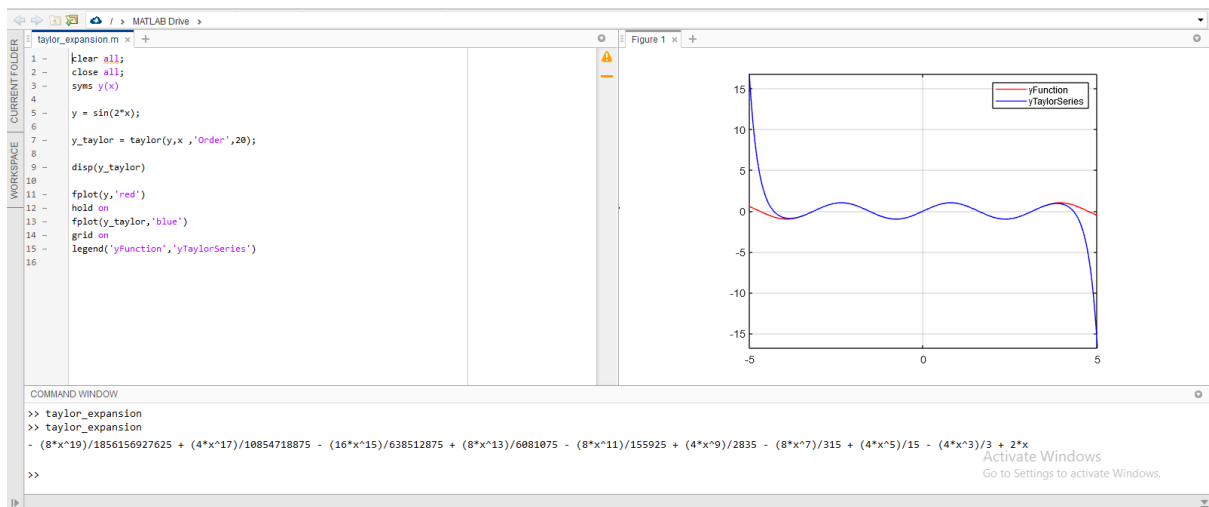 / › MATLAB Drive ›
CURRENT FOLDER
WORKSPACE
taylor_expansion.m × +
1 – clear all;
2 – close all;
3 – syms y(x)
4
5 – y = sin(2*x);
6
7 – y_taylor = taylor(y,x ,'Order',20);
8
9 – disp(y_taylor)
10
11 – fplot(y,'red')
12 – hold on
13 – fplot(y_taylor,'blue')
14 – grid on
15 – legend('yFunction','yTaylorSeries')
16
Figure 1 × +
yFunction
yTaylorSeries
15
10
5
0
-5
-10
-15
-5 0 5
COMMAND WINDOW
>> taylor_expansion
>> taylor_expansion
- (8*x^19)/1856156927625 + (4*x^17)/10854718875 - (16*x^15)/638512875 + (8*x^13)/6081075 - (8*x^11)/155925 + (4*x^9)/2835 - (8*x^7)/315 + (4*x^5)/15 - (4*x^3)/3 + 2*x
>>
Activate Windows
Go to Settings to activate Windows.